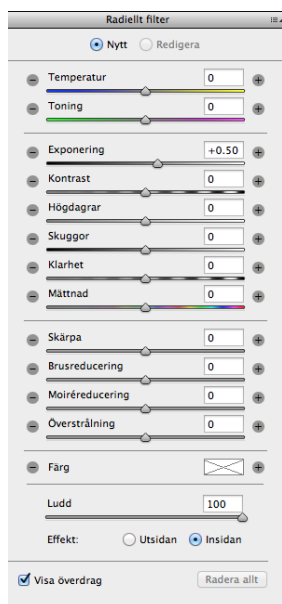 Radiellt filter
Nytt Redigera
Temperatur 0
Toning 0
Exponering +0.50
Kontrast 0
Högdagrar 0
Skuggor 0
Klarhet 0
Mättnad 0
Skärpa 0
Brusreducering 0
Moiréreducering 0
Överstrålning 0
Färg
Ludd 100
Effekt: Utsidan Insidan
Visa överdrag Radera allt